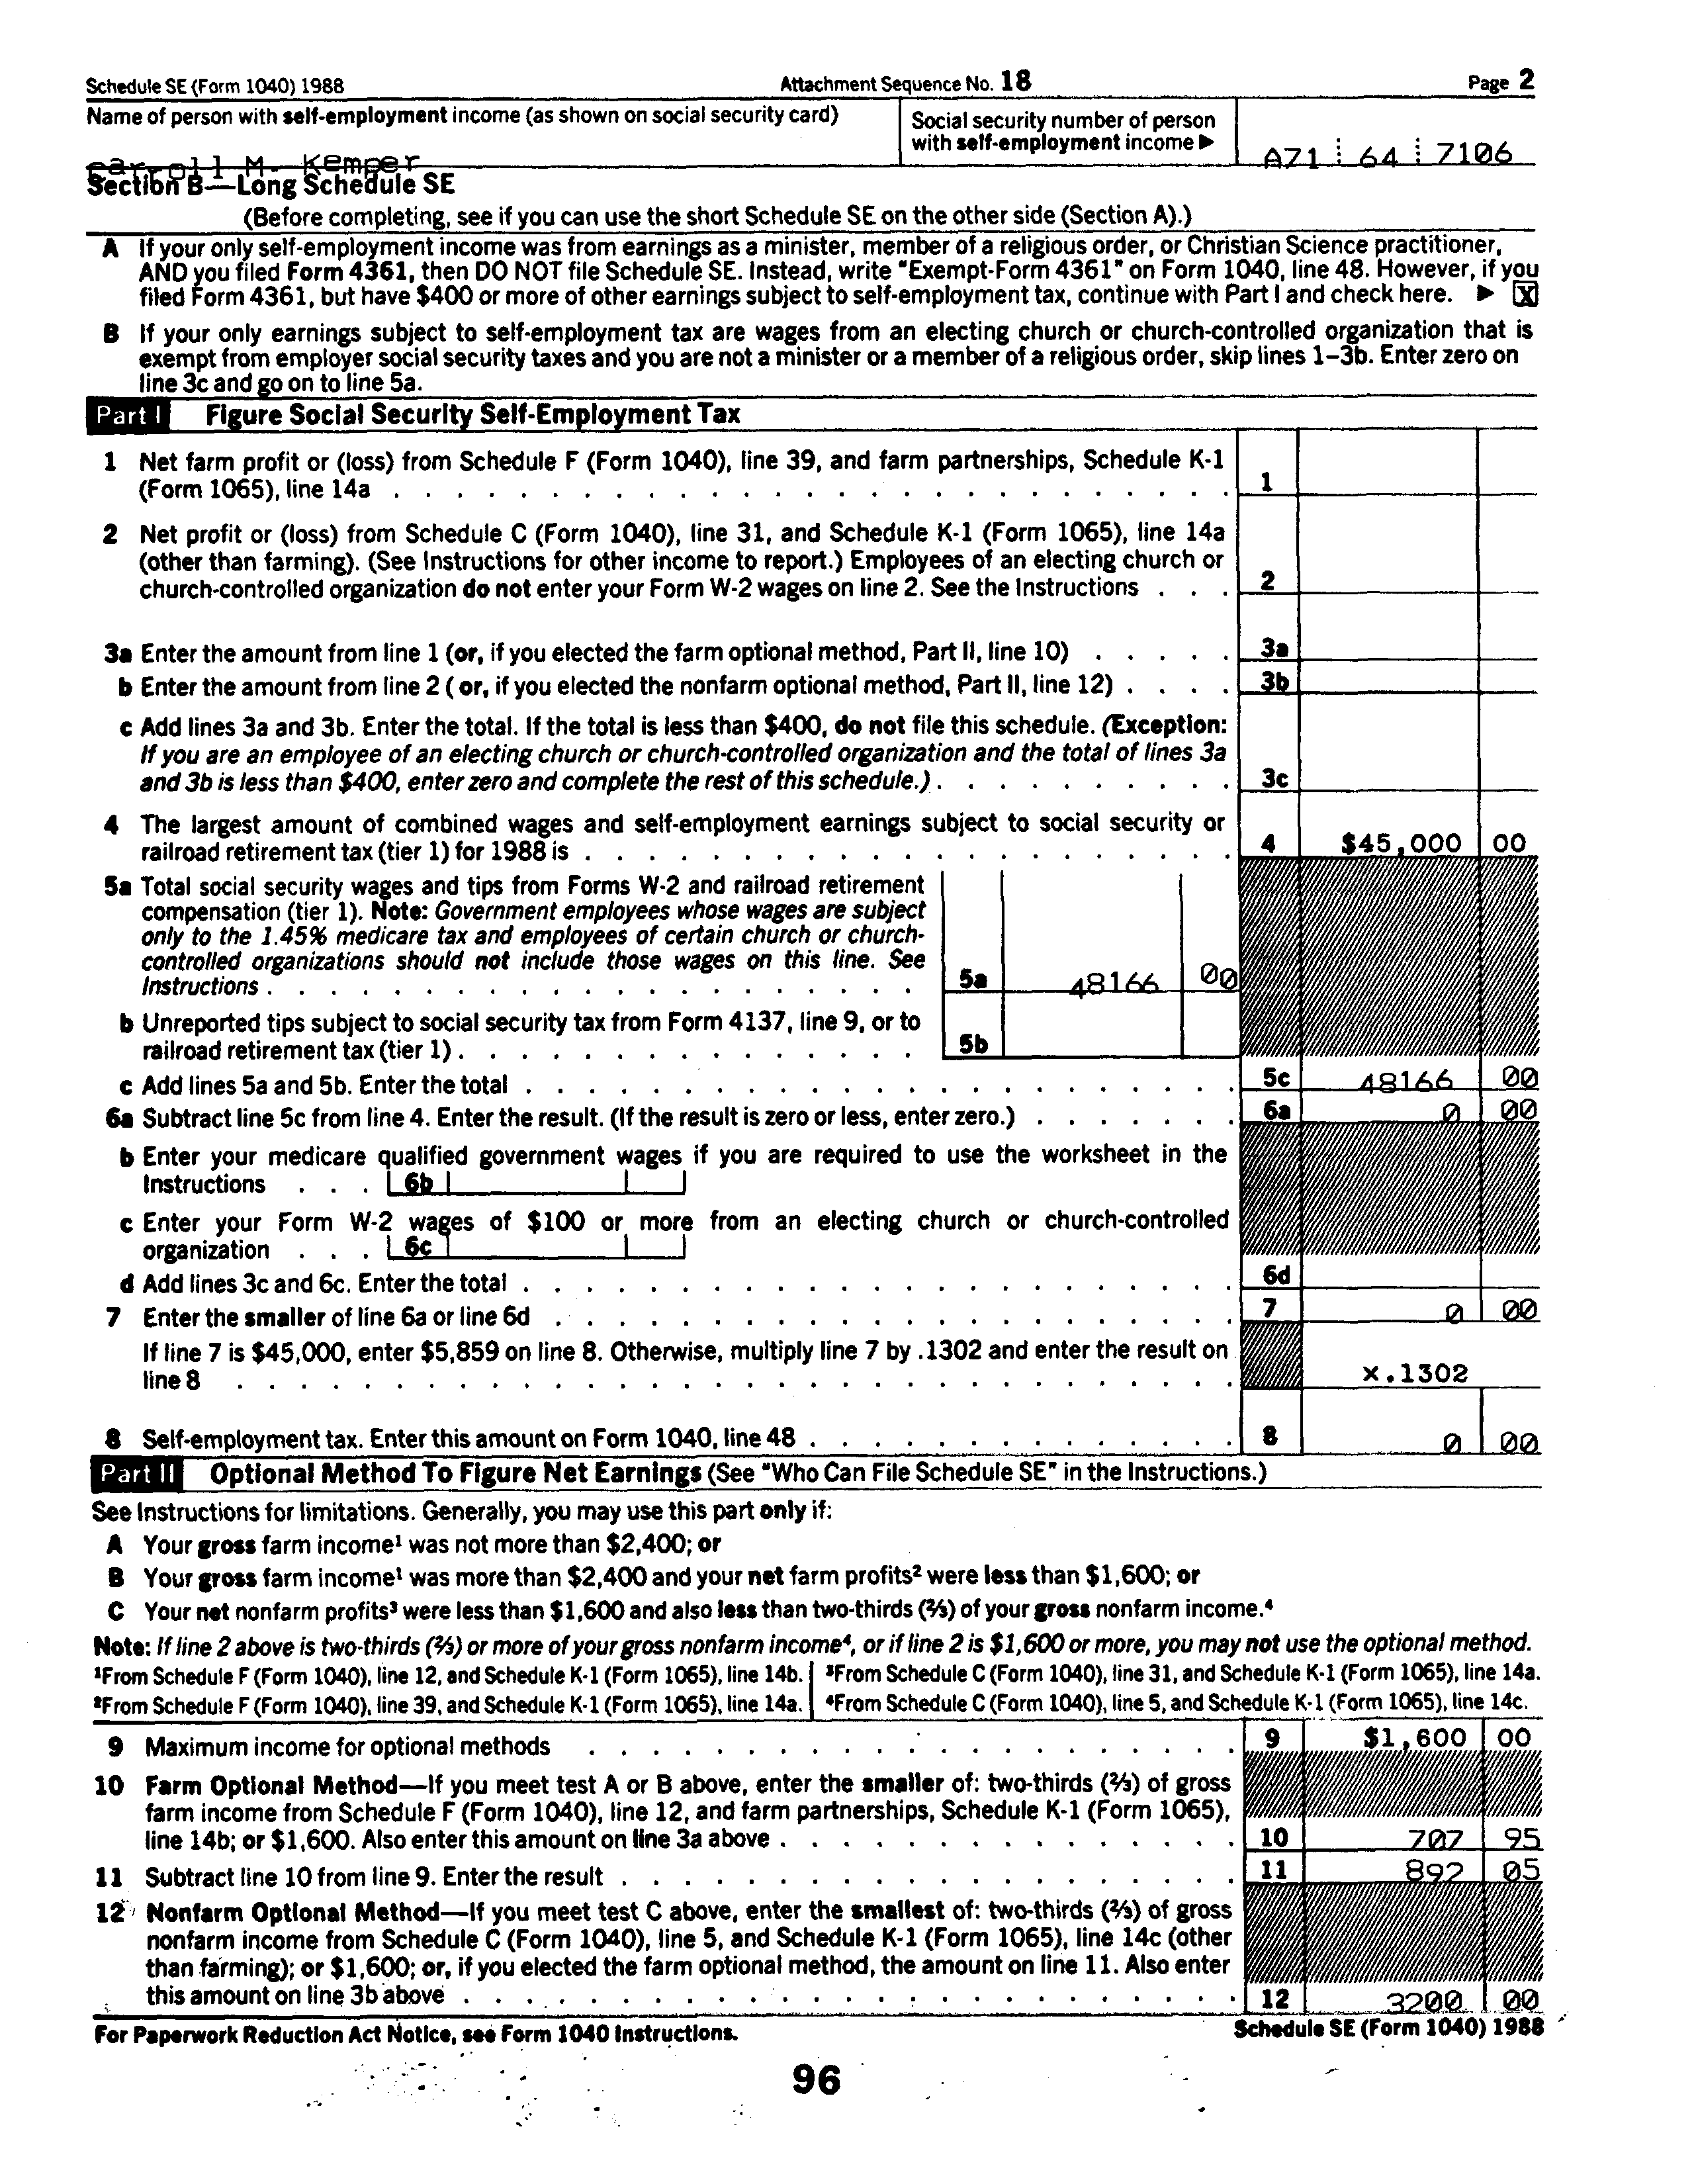 Schedule SE (Form 1040) 1988 Attachment Sequence No. 18 Page 2
Name of person with self-employment income (as shown on social security card)
Social security number of person
with self-employment income ▶
carroll M. Kemper
A71 64 7106
Section B—Long Schedule SE
(Before completing, see if you can use the short Schedule SE on the other side (Section A).)
A If your only self-employment income was from earnings as a minister, member of a religious order, or Christian Science practitioner,
AND you filed Form 4361, then DO NOT file Schedule SE. Instead, write "Exempt-Form 4361" on Form 1040, line 48. However, if you
filed Form 4361, but have $400 or more of other earnings subject to self-employment tax, continue with Part I and check here. ▶ X
B If your only earnings subject to self-employment tax are wages from an electing church or church-controlled organization that is
exempt from employer social security taxes and you are not a minister or a member of a religious order, skip lines 1–3b. Enter zero on
line 3c and go on to line 5a.
Part I Figure Social Security Self-Employment Tax
1 Net farm profit or (loss) from Schedule F (Form 1040), line 39, and farm partnerships, Schedule K-1
(Form 1065), line 14a . . . . . . . . . . 1
2 Net profit or (loss) from Schedule C (Form 1040), line 31, and Schedule K-1 (Form 1065), line 14a
(other than farming). (See Instructions for other income to report.) Employees of an electing church or
church-controlled organization do not enter your Form W-2 wages on line 2. See the Instructions . . . 2
3a Enter the amount from line 1 (or, if you elected the farm optional method, Part II, line 10) . . . . . 3a
b Enter the amount from line 2 ( or, if you elected the nonfarm optional method, Part II, line 12) . . . . 3b
c Add lines 3a and 3b. Enter the total. If the total is less than $400, do not file this schedule. (Exception:
If you are an employee of an electing church or church-controlled organization and the total of lines 3a
and 3b is less than $400, enter zero and complete the rest of this schedule.) . . . . . . . . . . 3c
4 The largest amount of combined wages and self-employment earnings subject to social security or
railroad retirement tax (tier 1) for 1988 is . . . . . . . . . . 4 $45,000 00
5a Total social security wages and tips from Forms W-2 and railroad retirement
compensation (tier 1). Note: Government employees whose wages are subject
only to the 1.45% medicare tax and employees of certain church or church-
controlled organizations should not include those wages on this line. See
Instructions . . . . . . . . . . 5a 48166 00
b Unreported tips subject to social security tax from Form 4137, line 9, or to
railroad retirement tax (tier 1) . . . . . . . . . . 5b
c Add lines 5a and 5b. Enter the total . . . . . . . . . . 5c 48166 00
6a Subtract line 5c from line 4. Enter the result. (If the result is zero or less, enter zero.) . . . . . . . 6a 0 00
b Enter your medicare qualified government wages if you are required to use the worksheet in the
Instructions . . . 6b
c Enter your Form W-2 wages of $100 or more from an electing church or church-controlled
organization . . . 6c
d Add lines 3c and 6c. Enter the total . . . . . . . . . . 6d
7 Enter the smaller of line 6a or line 6d . . . . . . . . . . 7 0 00
If line 7 is $45,000, enter $5,859 on line 8. Otherwise, multiply line 7 by .1302 and enter the result on
line 8 . . . . . . . . . . x.1302
8 Self-employment tax. Enter this amount on Form 1040, line 48 . . . . . . . . . . 8 0 00
Part II Optional Method To Figure Net Earnings (See "Who Can File Schedule SE" in the Instructions.)
See Instructions for limitations. Generally, you may use this part only if:
A Your gross farm income¹ was not more than $2,400; or
B Your gross farm income¹ was more than $2,400 and your net farm profits² were less than $1,600; or
C Your net nonfarm profits³ were less than $1,600 and also less than two-thirds (⅔) of your gross nonfarm income.⁴
Note: If line 2 above is two-thirds (⅔) or more of your gross nonfarm income⁴, or if line 2 is $1,600 or more, you may not use the optional method.
¹From Schedule F (Form 1040), line 12, and Schedule K-1 (Form 1065), line 14b. ³From Schedule C (Form 1040), line 31, and Schedule K-1 (Form 1065), line 14a.
²From Schedule F (Form 1040), line 39, and Schedule K-1 (Form 1065), line 14a. ⁴From Schedule C (Form 1040), line 5, and Schedule K-1 (Form 1065), line 14c.
9 Maximum income for optional methods . . . . . . . . . . 9 $1,600 00
10 Farm Optional Method—If you meet test A or B above, enter the smaller of: two-thirds (⅔) of gross
farm income from Schedule F (Form 1040), line 12, and farm partnerships, Schedule K-1 (Form 1065),
line 14b; or $1,600. Also enter this amount on line 3a above . . . . . . . . . . 10 707 95
11 Subtract line 10 from line 9. Enter the result . . . . . . . . . . 11 892 05
12 Nonfarm Optional Method—If you meet test C above, enter the smallest of: two-thirds (⅔) of gross
nonfarm income from Schedule C (Form 1040), line 5, and Schedule K-1 (Form 1065), line 14c (other
than farming); or $1,600; or, if you elected the farm optional method, the amount on line 11. Also enter
this amount on line 3b above . . . . . . . . . . 12 3200 00
For Paperwork Reduction Act Notice, see Form 1040 Instructions. Schedule SE (Form 1040) 1988
96